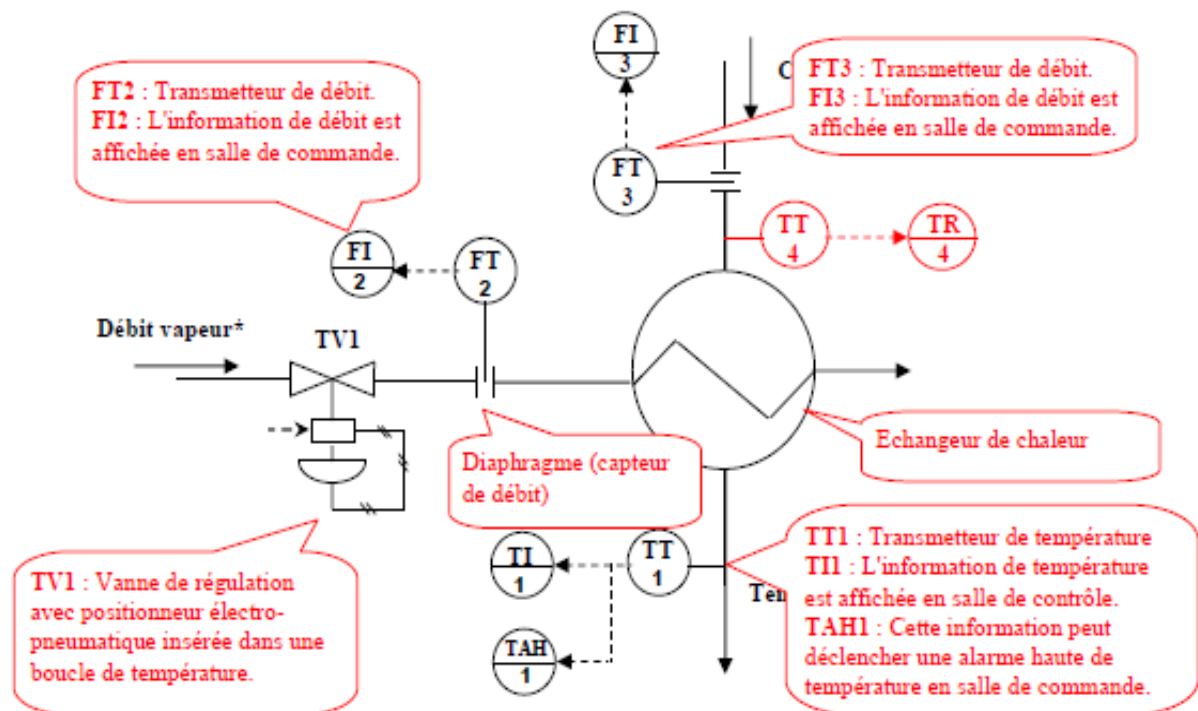 FI
3
FT2 : Transmetteur de débit.
FI2 : L'information de débit est
affichée en salle de commande.
FT3 : Transmetteur de débit.
FI3 : L'information de débit est
affichée en salle de commande.
FT
3
TT
4
TR
4
FI
2
FT
2
Débit vapeur*
TV1
Echangeur de chaleur
Diaphragme (capteur
de débit)
TI
1
TT
1
TAH
1
TV1 : Vanne de régulation
avec positionneur électro-
pneumatique insérée dans une
boucle de température.
TT1 : Transmetteur de température
TI1 : L'information de température
est affichée en salle de contrôle.
TAH1 : Cette information peut
déclencher une alarme haute de
température en salle de commande.